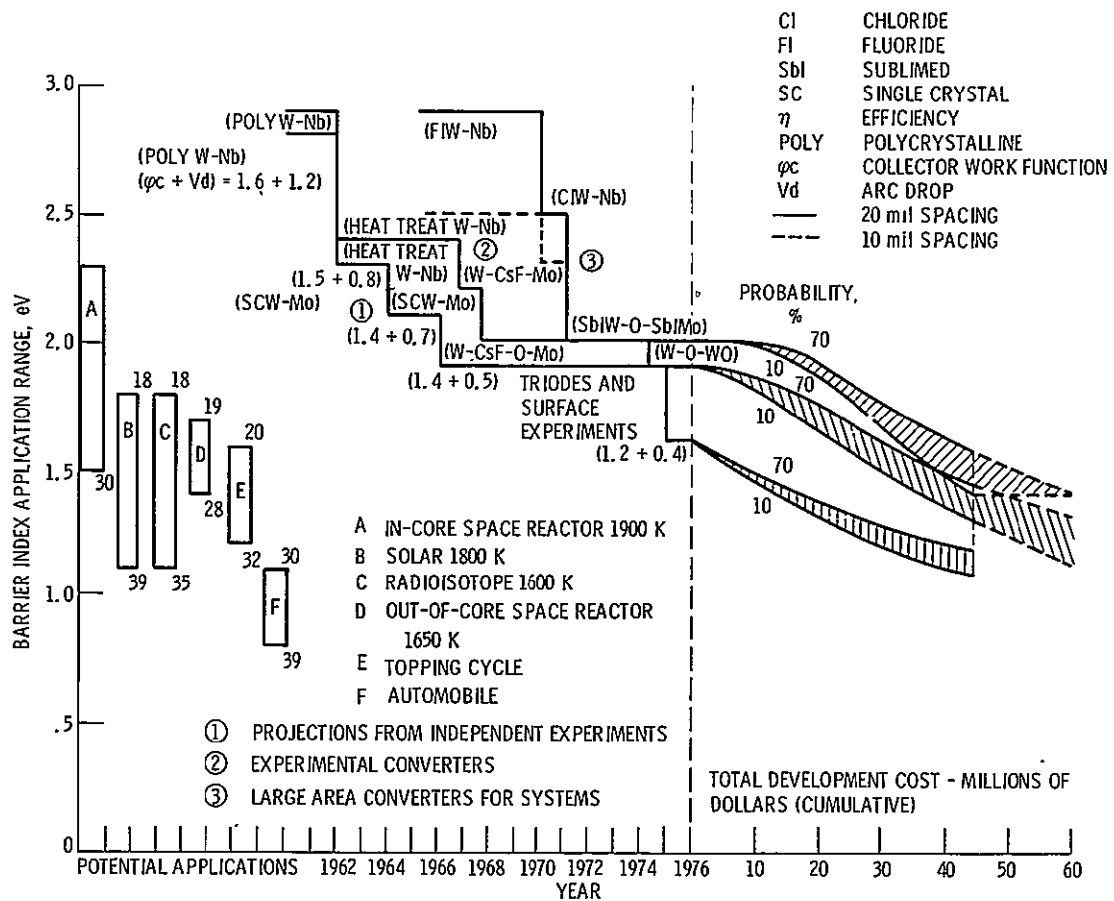 CI CHLORIDE
FI FLUORIDE
SbI SUBLIMED
SC SINGLE CRYSTAL
η EFFICIENCY
POLY POLYCRYSTALLINE
φc COLLECTOR WORK FUNCTION
Vd ARC DROP
20 mil SPACING
10 mil SPACING
BARRIER INDEX APPLICATION RANGE, eV
3.0
2.5
2.0
1.5
1.0
.5
0
(POLY W-Nb)
(POLY W-Nb)
(φc + Vd) = 1.6 + 1.2)
(FIW-Nb)
(CIW-Nb)
(HEAT TREAT W-Nb)
(HEAT TREAT
W-Nb)
②
③
(1.5 + 0.8)
(W-CsF-Mo)
(SCW-Mo)
①
(SCW-Mo)
(1.4 + 0.7)
(SbIW-O-SbIMo)
(W-CsF-O-Mo)
(W-O-WO)
(1.4 + 0.5)
TRIODES AND
SURFACE
EXPERIMENTS
(1.2 + 0.4)
PROBABILITY,
%
70
10
70
10
70
10
A
30
18
B
39
18
C
35
19
D
28
20
E
32
30
F
39
A IN-CORE SPACE REACTOR 1900 K
B SOLAR 1800 K
C RADIOISOTOPE 1600 K
D OUT-OF-CORE SPACE REACTOR
1650 K
E TOPPING CYCLE
F AUTOMOBILE
① PROJECTIONS FROM INDEPENDENT EXPERIMENTS
② EXPERIMENTAL CONVERTERS
③ LARGE AREA CONVERTERS FOR SYSTEMS
TOTAL DEVELOPMENT COST - MILLIONS OF
DOLLARS (CUMULATIVE)
POTENTIAL APPLICATIONS 1962 1964 1966 1968 1970 1972 1974 1976 10 20 30 40 50 60
YEAR